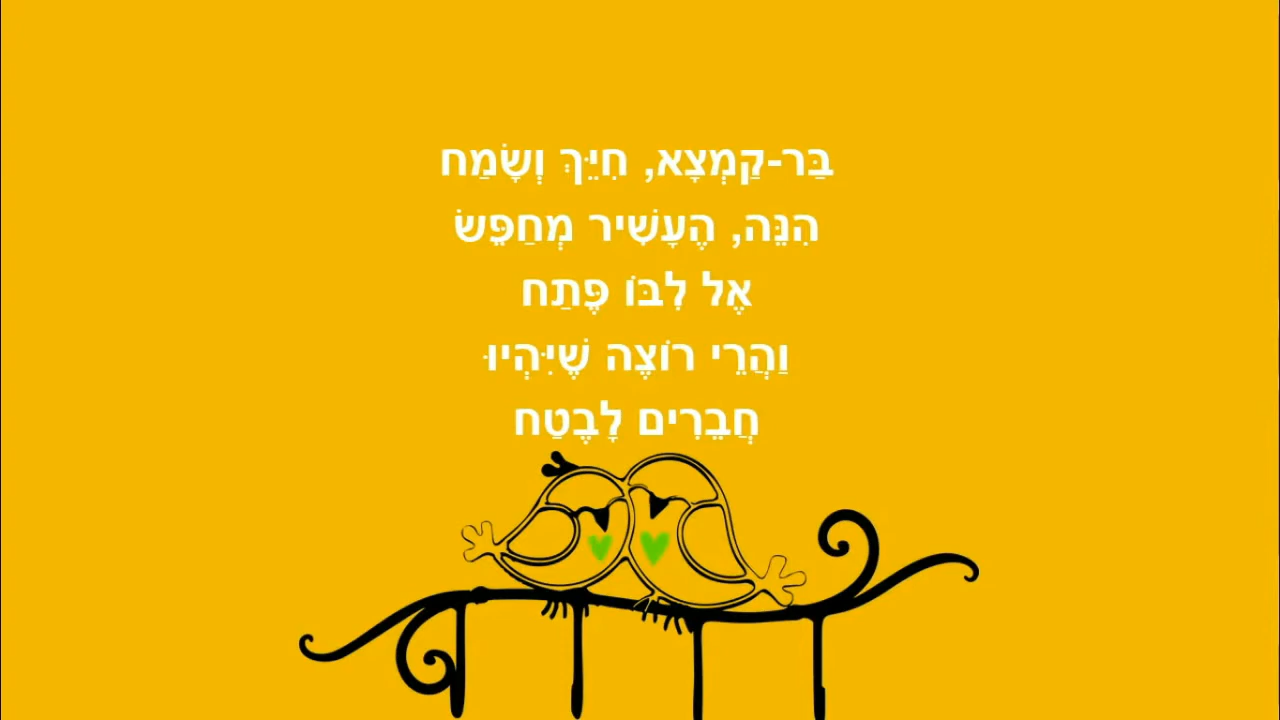 בַּר-קַמְצָא, חִיֵּךְ וְשָׂמַח
הִנֵּה, הֶעָשִׁיר מְחַפֵּשׂ
אֶל לִבּוֹ פֶּתַח
וַהֲרֵי רוֹצֶה שֶׁיִּהְיוּ
חֲבֵרִים לָבֶטַח